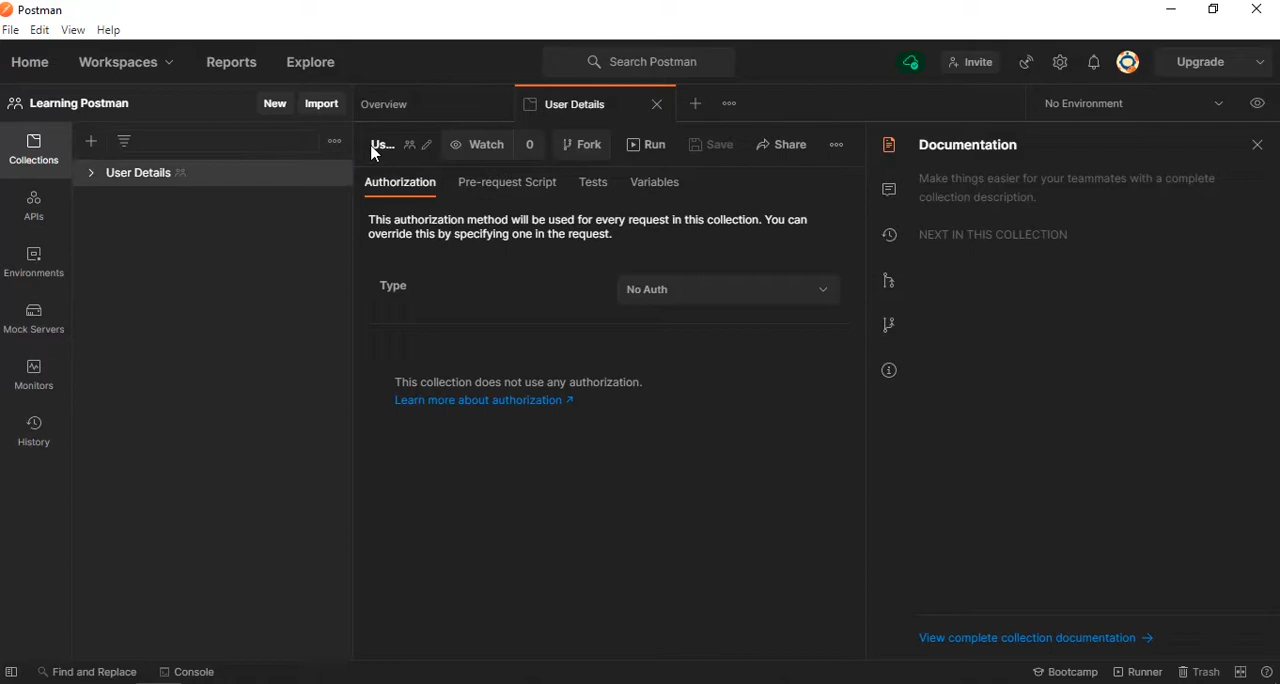 Postman
File Edit View Help
Home Workspaces Reports Explore Search Postman Invite Upgrade
Learning Postman New Import Overview User Details No Environment
Collections
Us... Watch 0 Fork Run Save Share Documentation
User Details
Authorization Pre-request Script Tests Variables
Make things easier for your teammates with a complete
collection description.
APIs
This authorization method will be used for every request in this collection. You can
override this by specifying one in the request.
NEXT IN THIS COLLECTION
Environments
Type No Auth
Mock Servers
Monitors
This collection does not use any authorization.
Learn more about authorization ↗
History
View complete collection documentation →
Find and Replace Console Bootcamp Runner Trash